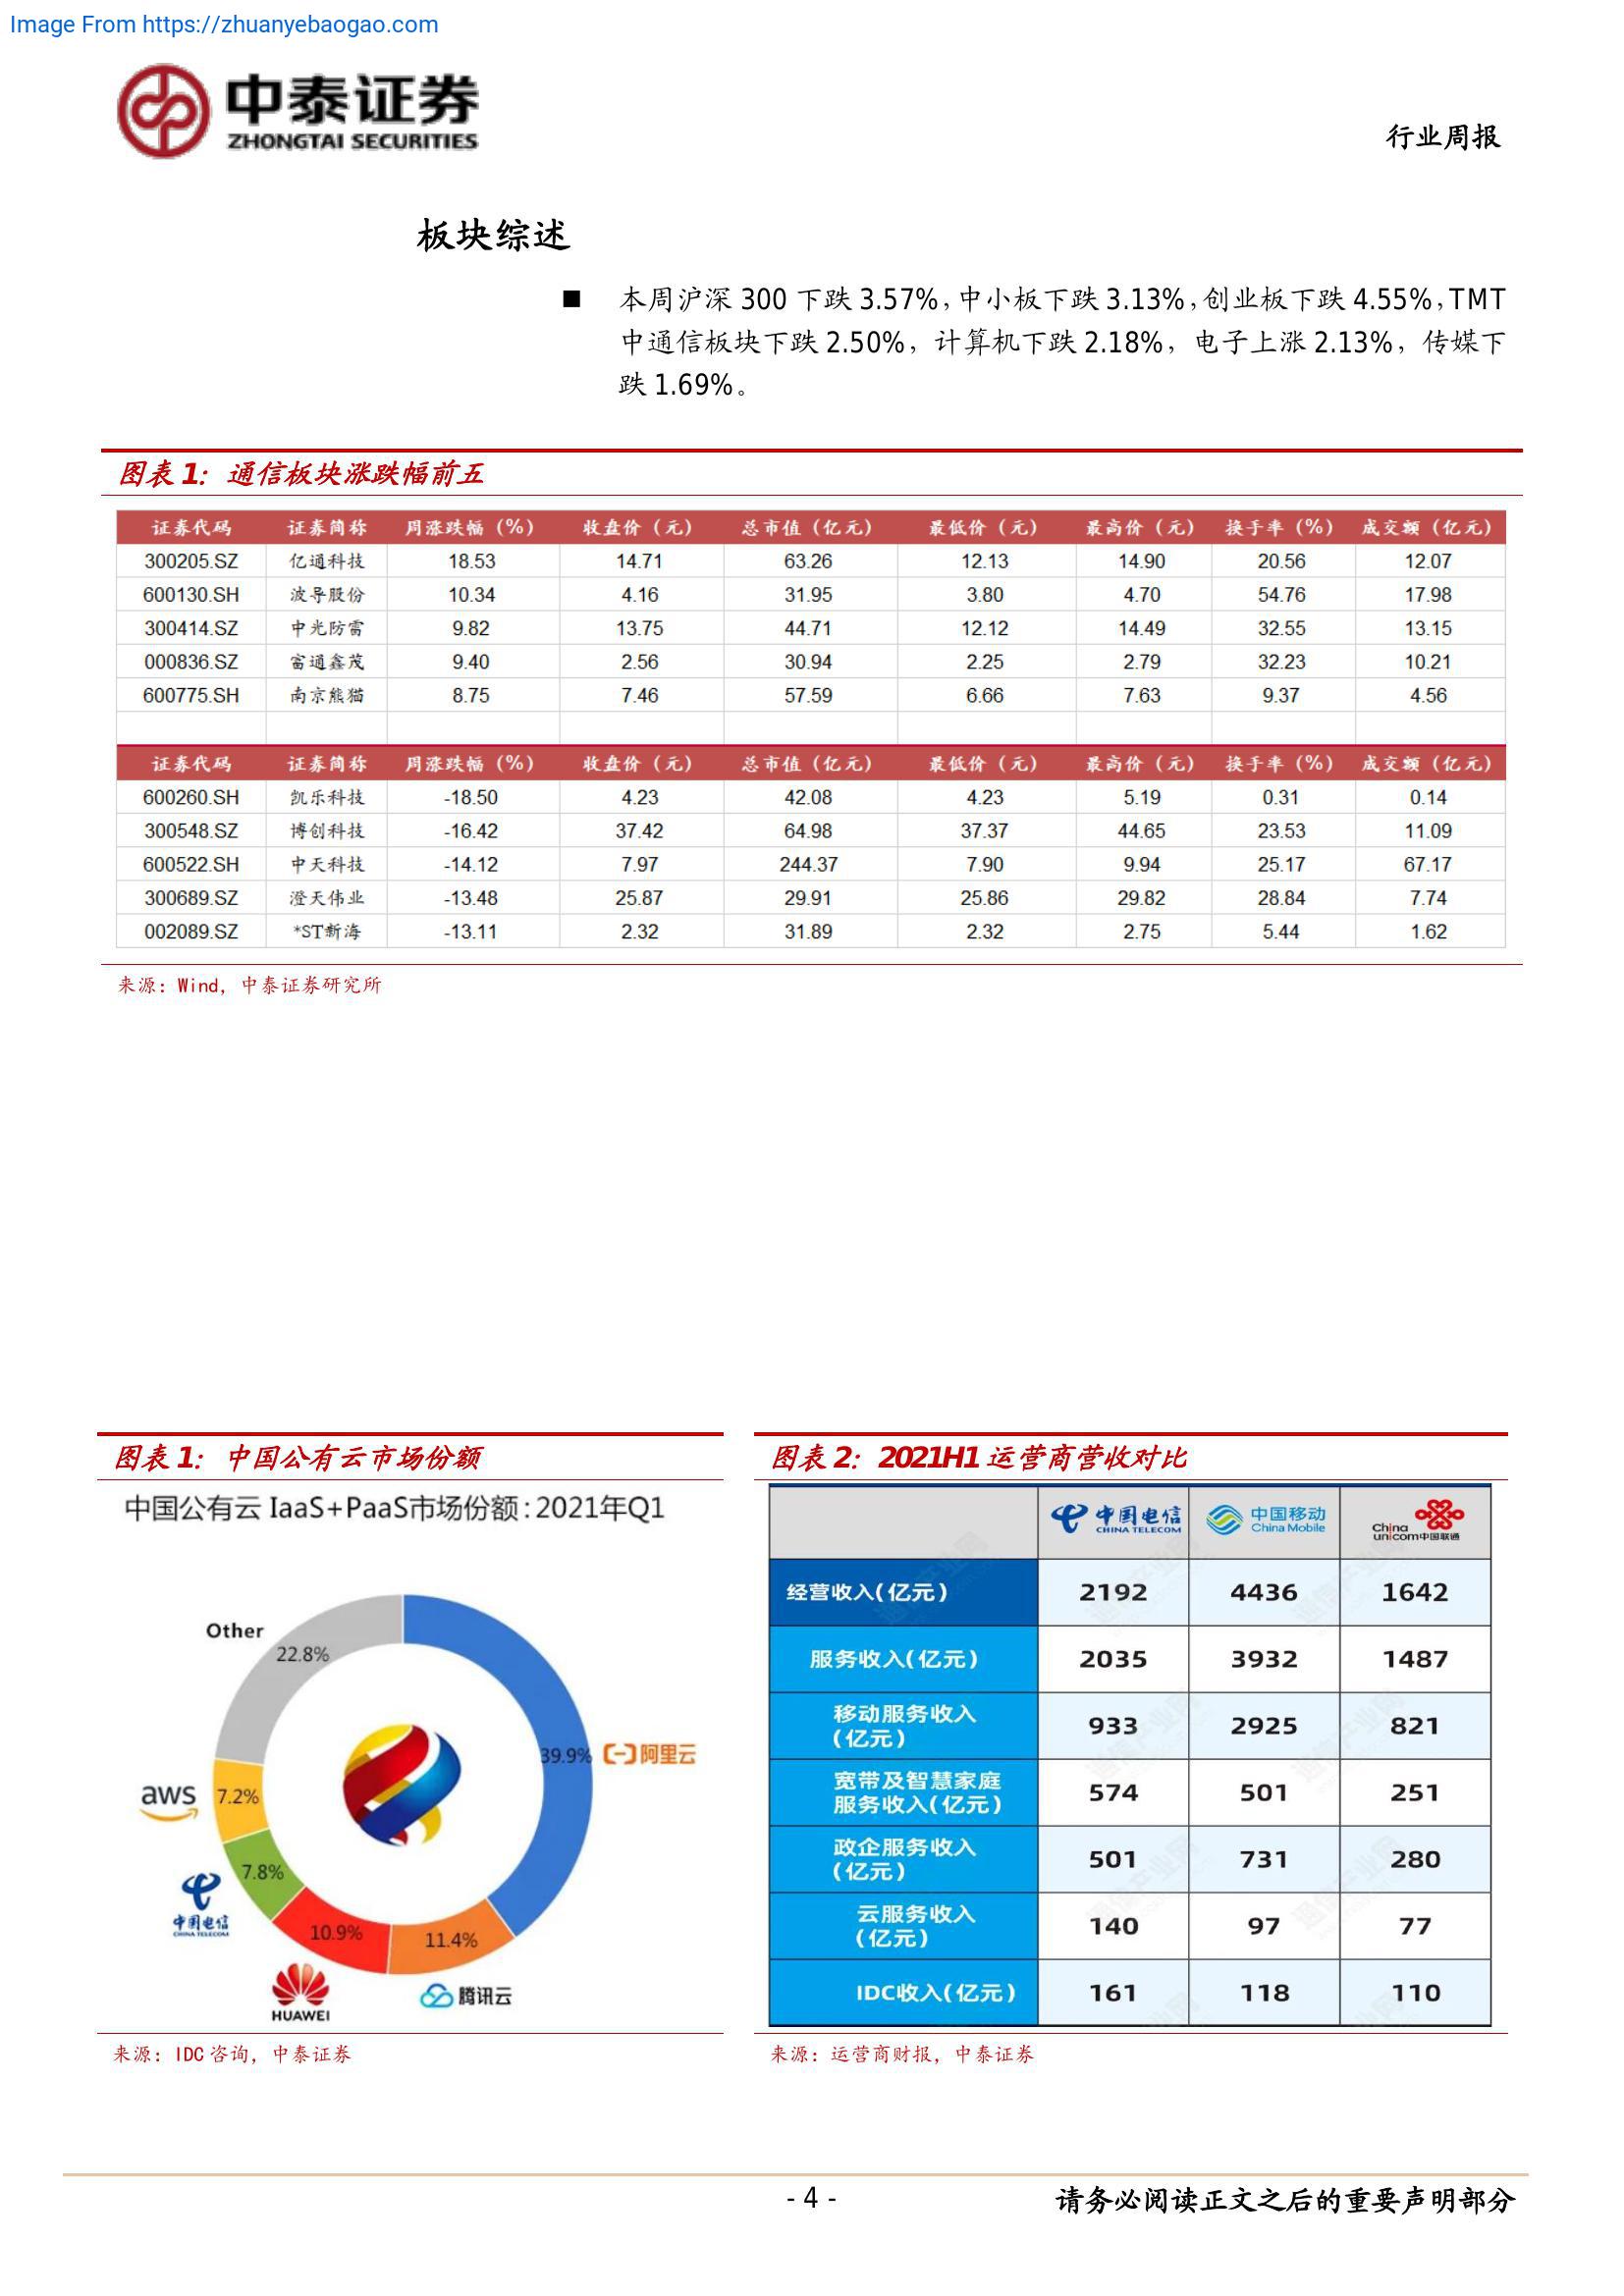 Image From https://zhuanyebaogao.com
中泰证券
ZHONGTAI SECURITIES
行业周报
板块综述
■ 本周沪深 300 下跌 3.57%，中小板下跌 3.13%，创业板下跌 4.55%，TMT
中通信板块下跌 2.50%，计算机下跌 2.18%，电子上涨 2.13%，传媒下
跌 1.69%。
图表 1：通信板块涨跌幅前五
证券代码 证券简称 周涨跌幅（%） 收盘价（元） 总市值（亿元） 最低价（元） 最高价（元） 换手率（%） 成交额（亿元）
300205.SZ 亿通科技 18.53 14.71 63.26 12.13 14.90 20.56 12.07
600130.SH 波导股份 10.34 4.16 31.95 3.80 4.70 54.76 17.98
300414.SZ 中光防雷 9.82 13.75 44.71 12.12 14.49 32.55 13.15
000836.SZ 富通鑫茂 9.40 2.56 30.94 2.25 2.79 32.23 10.21
600775.SH 南京熊猫 8.75 7.46 57.59 6.66 7.63 9.37 4.56
证券代码 证券简称 周涨跌幅（%） 收盘价（元） 总市值（亿元） 最低价（元） 最高价（元） 换手率（%） 成交额（亿元）
600260.SH 凯乐科技 -18.50 4.23 42.08 4.23 5.19 0.31 0.14
300548.SZ 博创科技 -16.42 37.42 64.98 37.37 44.65 23.53 11.09
600522.SH 中天科技 -14.12 7.97 244.37 7.90 9.94 25.17 67.17
300689.SZ 澄天伟业 -13.48 25.87 29.91 25.86 29.82 28.84 7.74
002089.SZ *ST新海 -13.11 2.32 31.89 2.32 2.75 5.44 1.62
来源：Wind，中泰证券研究所
图表 1：中国公有云市场份额
中国公有云 IaaS+PaaS市场份额：2021年Q1
Other
22.8%
39.9%
阿里云
aws
7.2%
7.8%
中国电信
CHINA TELECOM
10.9%
11.4%
HUAWEI
腾讯云
来源：IDC 咨询，中泰证券
图表 2：2021H1 运营商营收对比
中国电信 CHINA TELECOM 中国移动 China Mobile China unicom中国联通
经营收入(亿元) 2192 4436 1642
服务收入(亿元) 2035 3932 1487
移动服务收入
(亿元) 933 2925 821
宽带及智慧家庭
服务收入(亿元) 574 501 251
政企服务收入
(亿元) 501 731 280
云服务收入
(亿元) 140 97 77
IDC收入(亿元) 161 118 110
来源：运营商财报，中泰证券
- 4 -
请务必阅读正文之后的重要声明部分